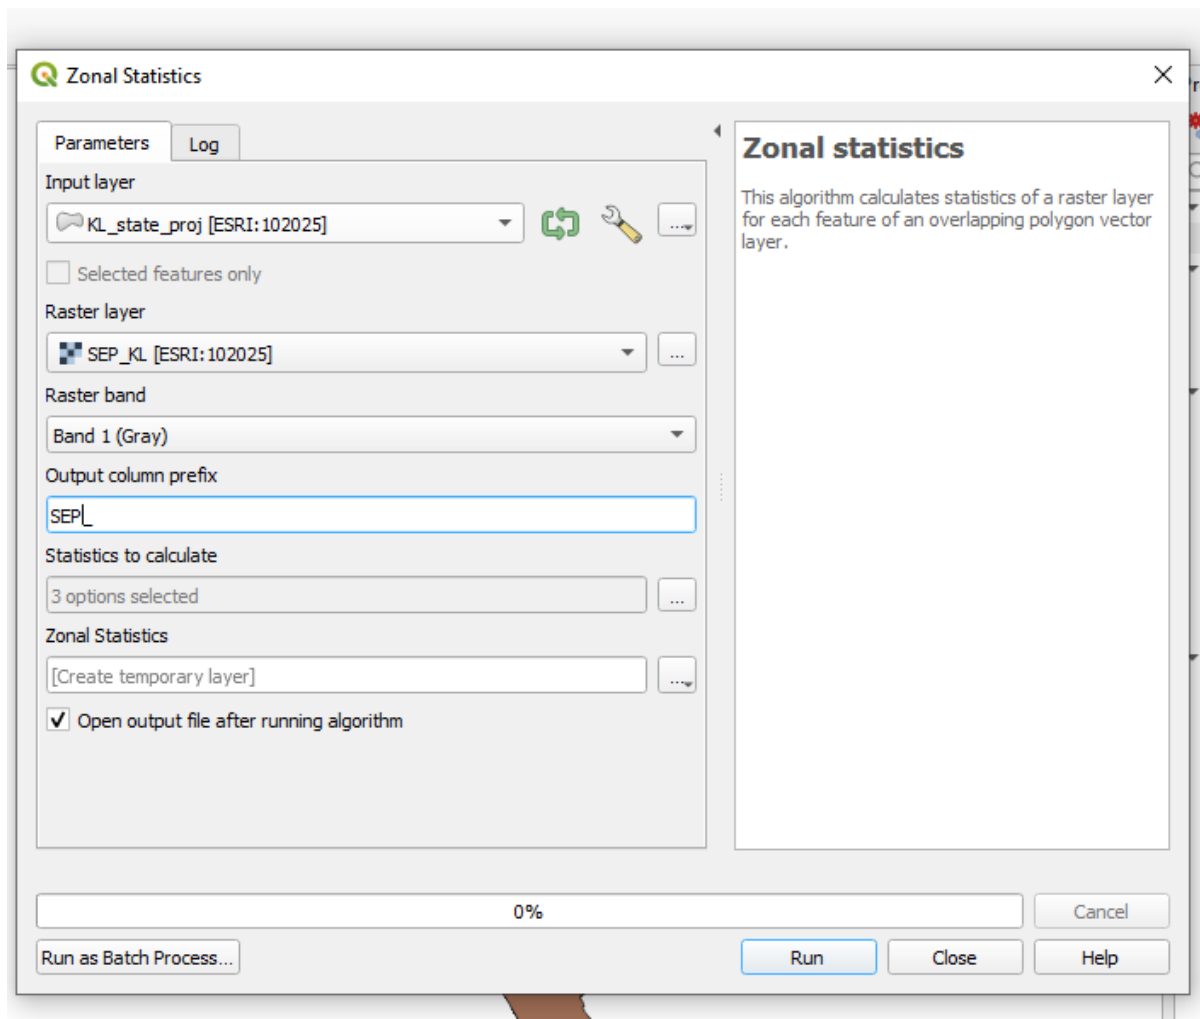 Zonal Statistics
Parameters
Log
Input layer
KL_state_proj [ESRI:102025]
...
Selected features only
Raster layer
SEP_KL [ESRI:102025]
...
Raster band
Band 1 (Gray)
Output column prefix
SEP_
Statistics to calculate
3 options selected
...
Zonal Statistics
[Create temporary layer]
...
Open output file after running algorithm
Zonal statistics
This algorithm calculates statistics of a raster layer
for each feature of an overlapping polygon vector
layer.
0%
Cancel
Run as Batch Process...
Run
Close
Help